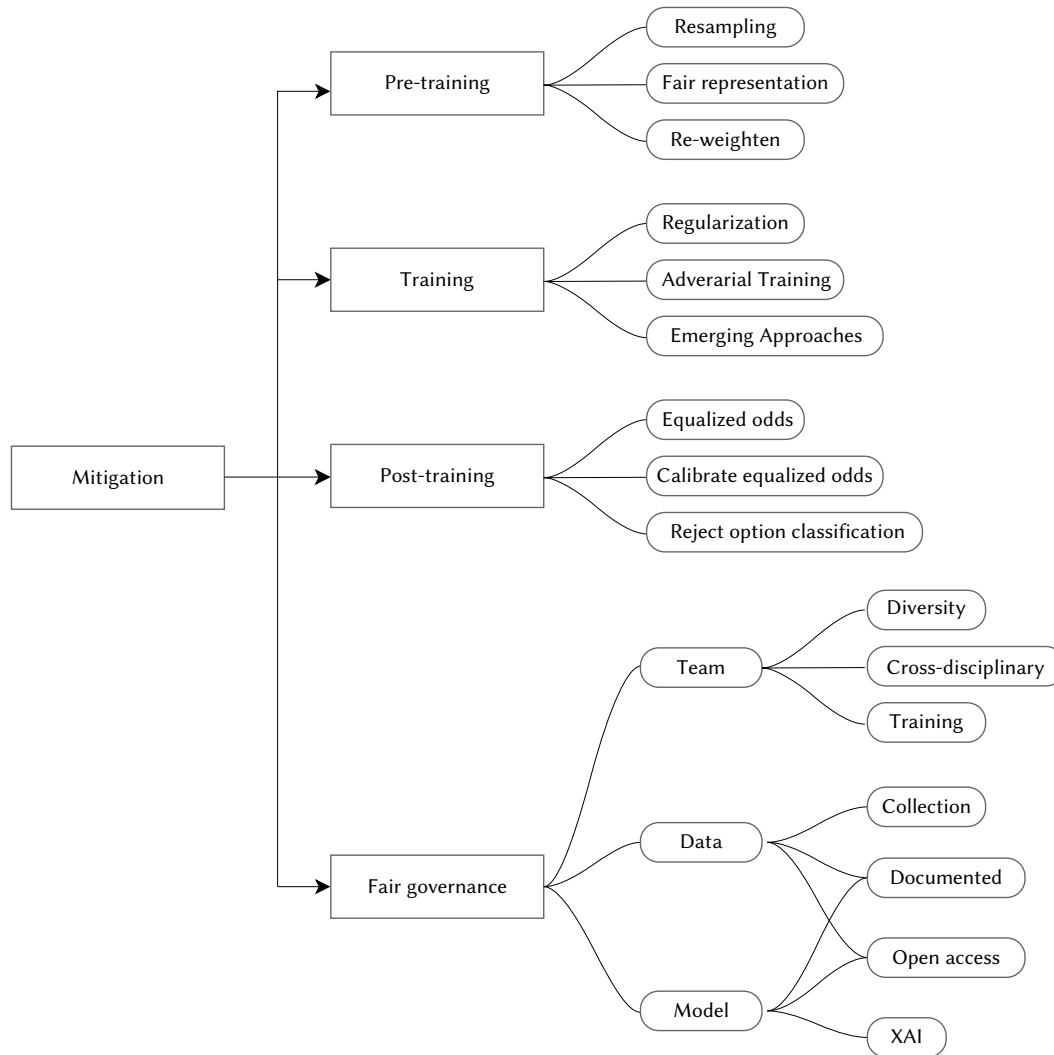 Resampling
Pre-training
Fair representation
Re-weighten
Regularization
Training
Adverarial Training
Emerging Approaches
Equalized odds
Mitigation
Post-training
Calibrate equalized odds
Reject option classification
Diversity
Team
Cross-disciplinary
Training
Collection
Data
Documented
Fair governance
Open access
Model
XAI